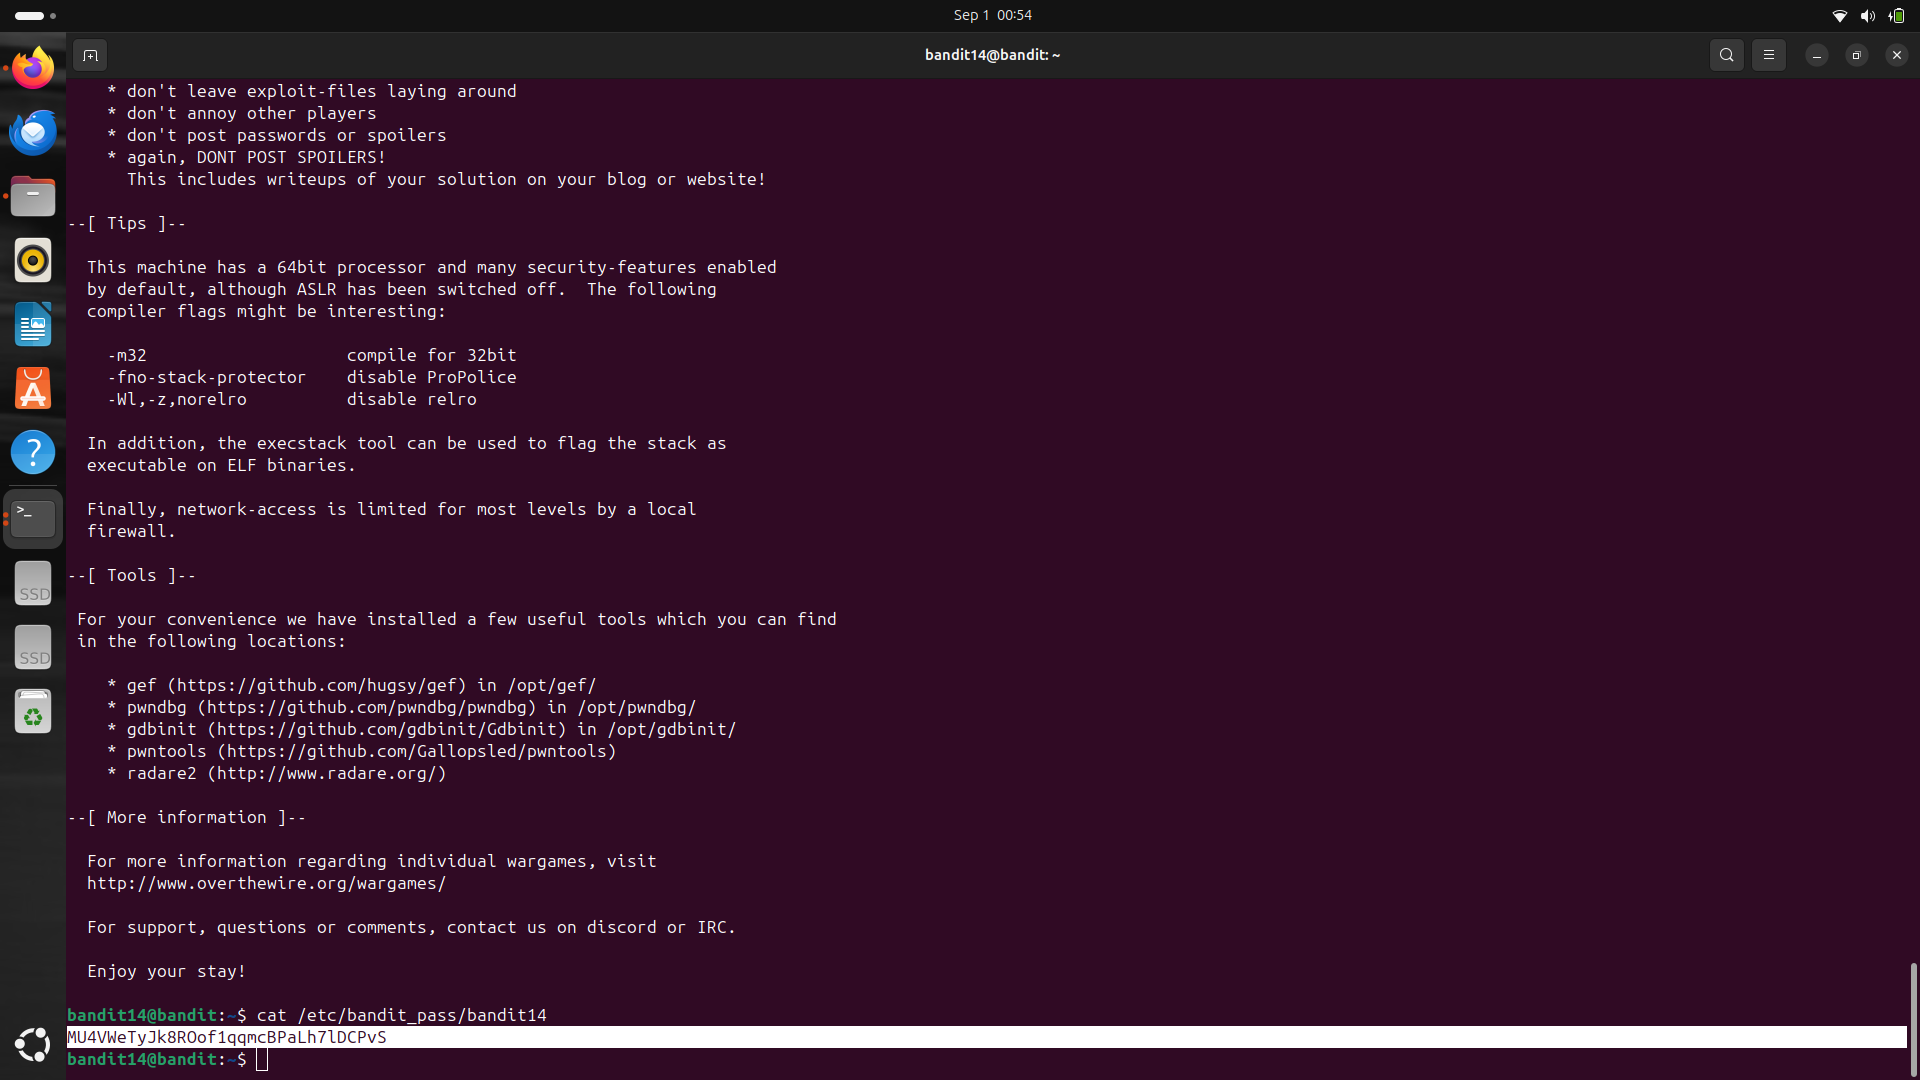 Sep 1 00:54
bandit14@bandit: ~
* don't leave exploit-files laying around
* don't annoy other players
* don't post passwords or spoilers
* again, DONT POST SPOILERS!
This includes writeups of your solution on your blog or website!
--[ Tips ]--
This machine has a 64bit processor and many security-features enabled
by default, although ASLR has been switched off.  The following
compiler flags might be interesting:
-m32                    compile for 32bit
-fno-stack-protector    disable ProPolice
-Wl,-z,norelro          disable relro
In addition, the execstack tool can be used to flag the stack as
executable on ELF binaries.
Finally, network-access is limited for most levels by a local
firewall.
--[ Tools ]--
For your convenience we have installed a few useful tools which you can find
in the following locations:
* gef (https://github.com/hugsy/gef) in /opt/gef/
* pwndbg (https://github.com/pwndbg/pwndbg) in /opt/pwndbg/
* gdbinit (https://github.com/gdbinit/Gdbinit) in /opt/gdbinit/
* pwntools (https://github.com/Gallopsled/pwntools)
* radare2 (http://www.radare.org/)
--[ More information ]--
For more information regarding individual wargames, visit
http://www.overthewire.org/wargames/
For support, questions or comments, contact us on discord or IRC.
Enjoy your stay!
bandit14@bandit:~$ cat /etc/bandit_pass/bandit14
MU4VWeTyJk8ROof1qqmcBPaLh7lDCPvS
bandit14@bandit:~$
SSD
SSD